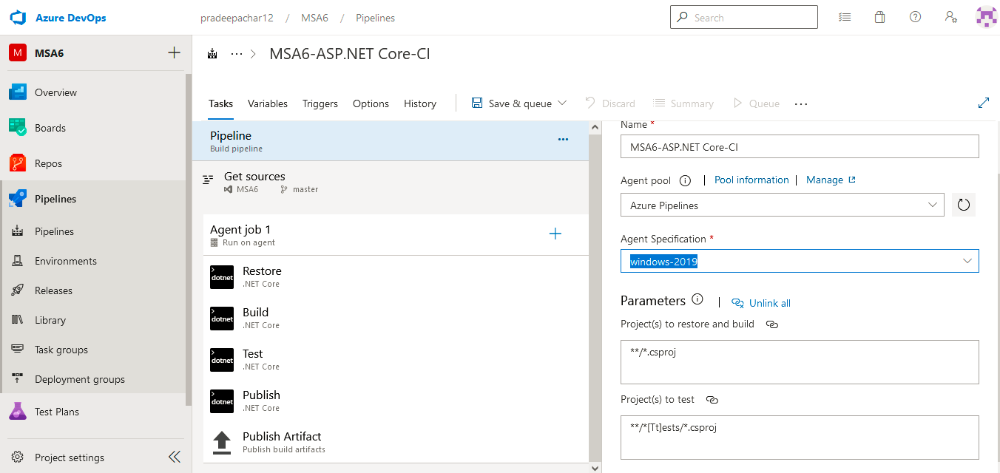 Azure DevOps
pradeepachar12 / MSA6 / Pipelines
Search
M MSA6
Overview
Boards
Repos
Pipelines
Pipelines
Environments
Releases
Library
Task groups
Deployment groups
Test Plans
Project settings
... > MSA6-ASP.NET Core-CI
Tasks Variables Triggers Options History Save & queue Discard Summary Queue ...
Pipeline ...
Build pipeline
Get sources
MSA6 master
Agent job 1
Run on agent
dotnet Restore
.NET Core
dotnet Build
.NET Core
dotnet Test
.NET Core
dotnet Publish
.NET Core
Publish Artifact
Publish build artifacts
Name *
MSA6-ASP.NET Core-CI
Agent pool | Pool information | Manage
Azure Pipelines
Agent Specification *
windows-2019
Parameters | Unlink all
Project(s) to restore and build
**/*.csproj
Project(s) to test
**/*[Tt]ests/*.csproj